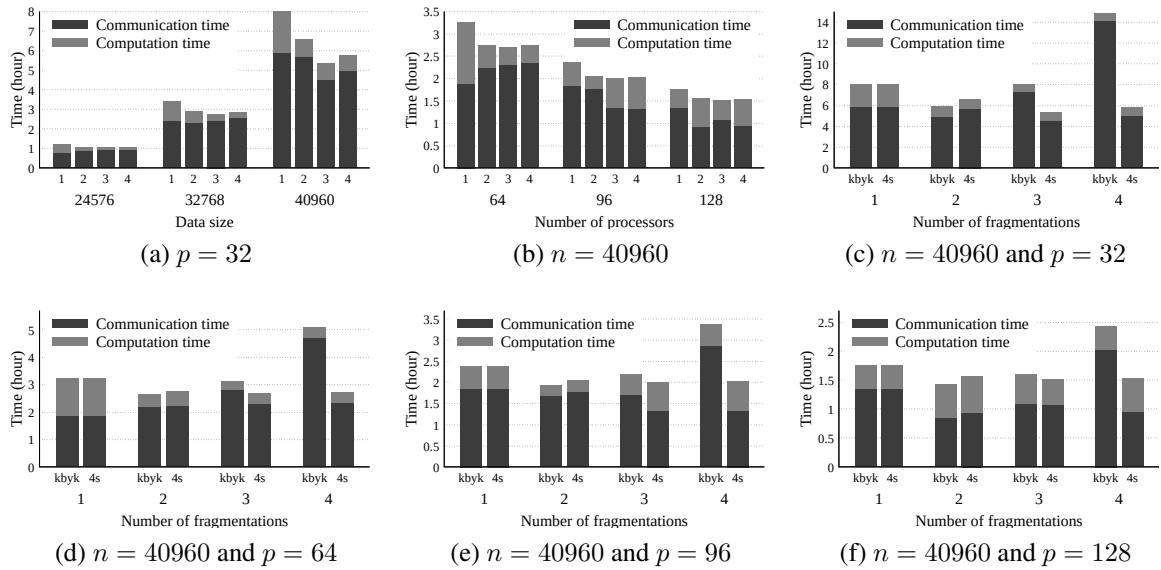 8
7
6
5
4
3
2
1
0
Time (hour)
Communication time
Computation time
1 2 3 4 1 2 3 4 1 2 3 4
24576 32768 40960
Data size
(a) p = 32
3.5
3
2.5
2
1.5
1
0.5
0
Time (hour)
Communication time
Computation time
1 2 3 4 1 2 3 4 1 2 3 4
64 96 128
Number of processors
(b) n = 40960
14
12
10
8
6
4
2
0
Time (hour)
Communication time
Computation time
kbyk 4s kbyk 4s kbyk 4s kbyk 4s
1 2 3 4
Number of fragmentations
(c) n = 40960 and p = 32
5
4
3
2
1
0
Time (hour)
Communication time
Computation time
kbyk 4s kbyk 4s kbyk 4s kbyk 4s
1 2 3 4
Number of fragmentations
(d) n = 40960 and p = 64
3.5
3
2.5
2
1.5
1
0.5
0
Time (hour)
Communication time
Computation time
kbyk 4s kbyk 4s kbyk 4s kbyk 4s
1 2 3 4
Number of fragmentations
(e) n = 40960 and p = 96
2.5
2
1.5
1
0.5
0
Time (hour)
Communication time
Computation time
kbyk 4s kbyk 4s kbyk 4s kbyk 4s
1 2 3 4
Number of fragmentations
(f) n = 40960 and p = 128